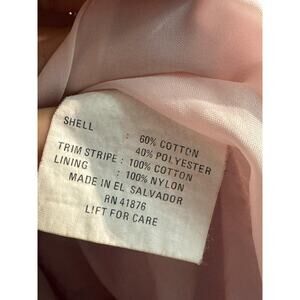 SHELL : 60% COTTON
40% POLYESTER
TRIM STRIPE : 100% COTTON
LINING : 100% NYLON
MADE IN EL SALVADOR
RN 41876
LIFT FOR CARE